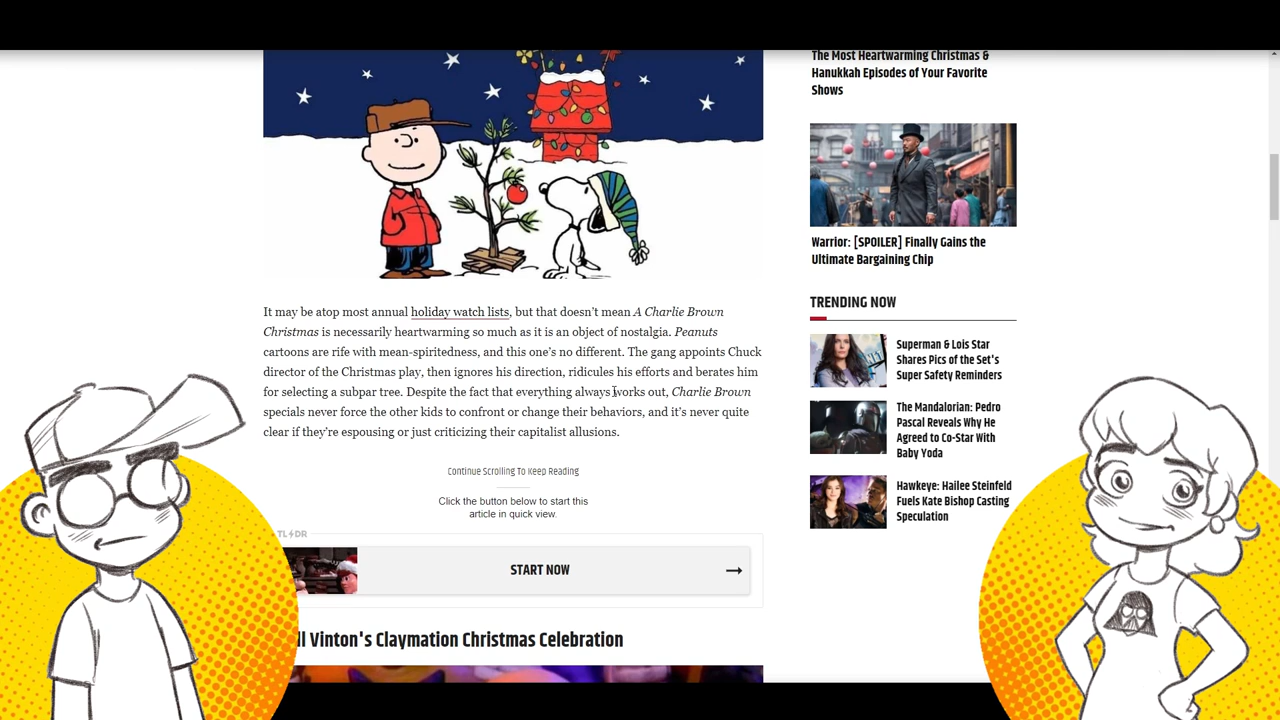 The Most Heartwarming Christmas &
Hanukkah Episodes of Your Favorite
Shows
Warrior: [SPOILER] Finally Gains the
Ultimate Bargaining Chip
TRENDING NOW
Superman & Lois Star
Shares Pics of the Set's
Super Safety Reminders
The Mandalorian: Pedro
Pascal Reveals Why He
Agreed to Co-Star With
Baby Yoda
Hawkeye: Hailee Steinfeld
Fuels Kate Bishop Casting
Speculation
It may be atop most annual holiday watch lists, but that doesn't mean A Charlie Brown
Christmas is necessarily heartwarming so much as it is an object of nostalgia. Peanuts
cartoons are rife with mean-spiritedness, and this one's no different. The gang appoints Chuck
director of the Christmas play, then ignores his direction, ridicules his efforts and berates him
for selecting a subpar tree. Despite the fact that everything always works out, Charlie Brown
specials never force the other kids to confront or change their behaviors, and it's never quite
clear if they're espousing or just criticizing their capitalist allusions.
Continue Scrolling To Keep Reading
Click the button below to start this
article in quick view.
TL DR
START NOW
ll Vinton's Claymation Christmas Celebration